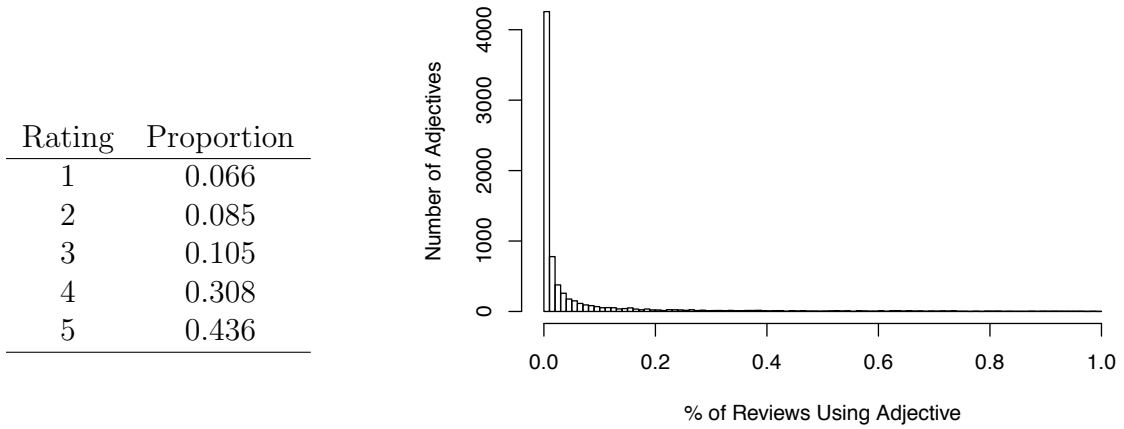 Rating Proportion
1 0.066
2 0.085
3 0.105
4 0.308
5 0.436
Number of Adjectives
4000
3000
2000
1000
0
0.0 0.2 0.4 0.6 0.8 1.0
% of Reviews Using Adjective